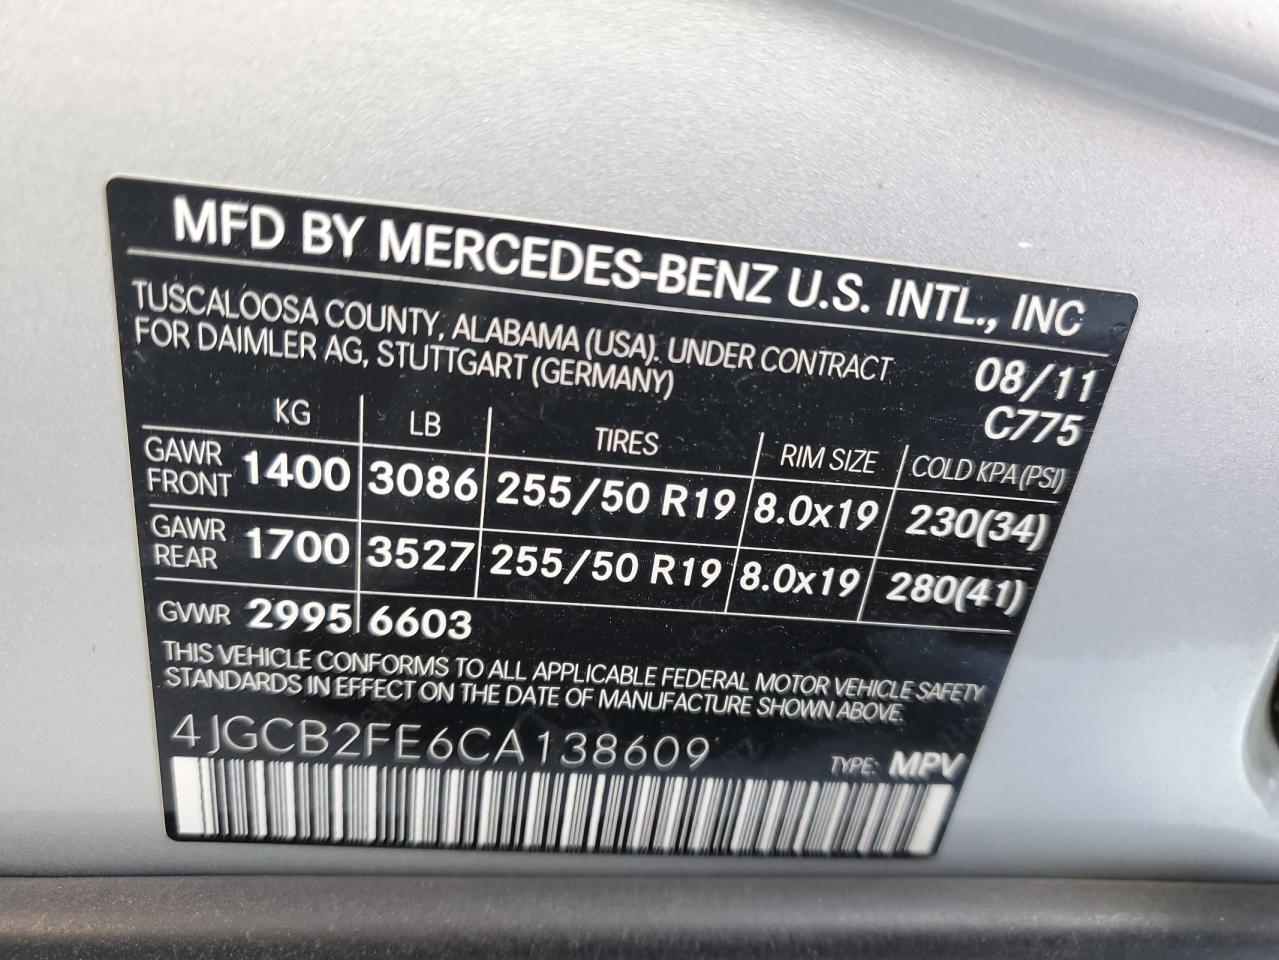 MFD BY MERCEDES-BENZ U.S. INTL., INC
TUSCALOOSA COUNTY, ALABAMA (USA). UNDER CONTRACT
FOR DAIMLER AG, STUTTGART (GERMANY)
08/11
C775
KG LB TIRES RIM SIZE COLD KPA (PSI)
GAWR FRONT 1400 3086 255/50 R19 8.0x19 230(34)
GAWR REAR 1700 3527 255/50 R19 8.0x19 280(41)
GVWR 2995 6603
THIS VEHICLE CONFORMS TO ALL APPLICABLE FEDERAL MOTOR VEHICLE SAFETY
STANDARDS IN EFFECT ON THE DATE OF MANUFACTURE SHOWN ABOVE.
4JGCB2FE6CA138609 TYPE: MPV